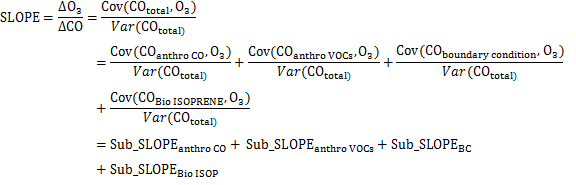 SLOPE = ΔO₃/ΔCO = Cov(CO_total, O₃)/Var(CO_total)
= Cov(CO_anthro CO, O₃)/Var(CO_total) + Cov(CO_anthro VOCs, O₃)/Var(CO_total) + Cov(CO_boundary condition, O₃)/Var(CO_total)
+ Cov(CO_Bio ISOPRENE, O₃)/Var(CO_total)
= Sub_SLOPE_anthro CO + Sub_SLOPE_anthro VOCs + Sub_SLOPE_BC
+ Sub_SLOPE_Bio ISOP